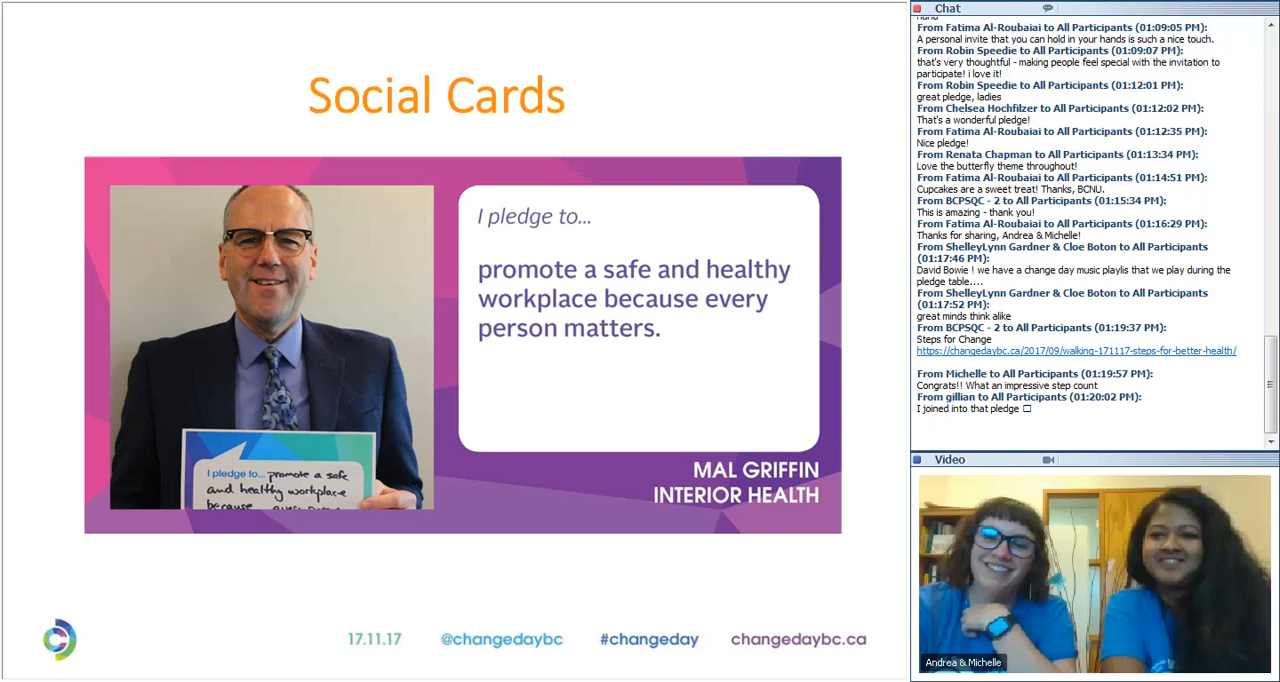 Social Cards
I pledge to...
promote a safe and healthy
workplace because every
person matters.
I pledge to... promote a safe
and healthy workplace
because
MAL GRIFFIN
INTERIOR HEALTH
17.11.17 @changedaybc #changeday changedaybc.ca
Chat
From Fatima Al-Roubaiai to All Participants (01:09:05 PM):
A personal invite that you can hold in your hands is such a nice touch.
From Robin Speedie to All Participants (01:09:07 PM):
that's very thoughtful - making people feel special with the invitation to
participate! i love it!
From Robin Speedie to All Participants (01:12:01 PM):
great pledge, ladies
From Chelsea Hochfilzer to All Participants (01:12:02 PM):
That's a wonderful pledge!
From Fatima Al-Roubaiai to All Participants (01:12:35 PM):
Nice pledge!
From Renata Chapman to All Participants (01:13:34 PM):
Love the butterfly theme throughout!
From Fatima Al-Roubaiai to All Participants (01:14:51 PM):
Cupcakes are a sweet treat! Thanks, BCNU.
From BCPSQC - 2 to All Participants (01:15:34 PM):
This is amazing - thank you!
From Fatima Al-Roubaiai to All Participants (01:16:29 PM):
Thanks for sharing, Andrea & Michelle!
From ShelleyLynn Gardner & Cloe Boton to All Participants
(01:17:46 PM):
David Bowie ! we have a change day music playlis that we play during the
pledge table....
From ShelleyLynn Gardner & Cloe Boton to All Participants
(01:17:52 PM):
great minds think alike
From BCPSQC - 2 to All Participants (01:19:37 PM):
Steps for Change
https://changedaybc.ca/2017/09/walking-171117-steps-for-better-health/
From Michelle to All Participants (01:19:57 PM):
Congrats!! What an impressive step count
From gillian to All Participants (01:20:02 PM):
I joined into that pledge □
Video
Andrea & Michelle